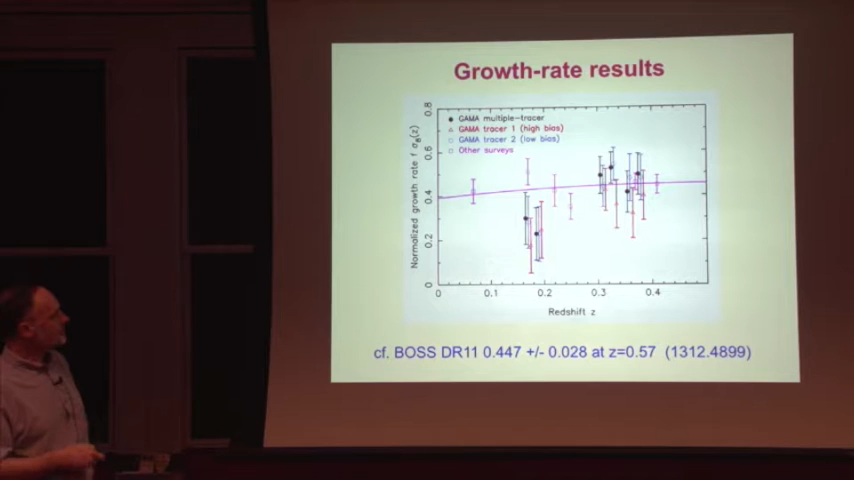 Growth-rate results
0.8
0.6
0.4
0.2
0
Normalized growth rate f σ8(z)
GAMA multiple-tracer
GAMA tracer 1 (high bias)
GAMA tracer 2 (low bias)
Other surveys
0 0.1 0.2 0.3 0.4
Redshift z
cf. BOSS DR11 0.447 +/- 0.028 at z=0.57 (1312.4899)